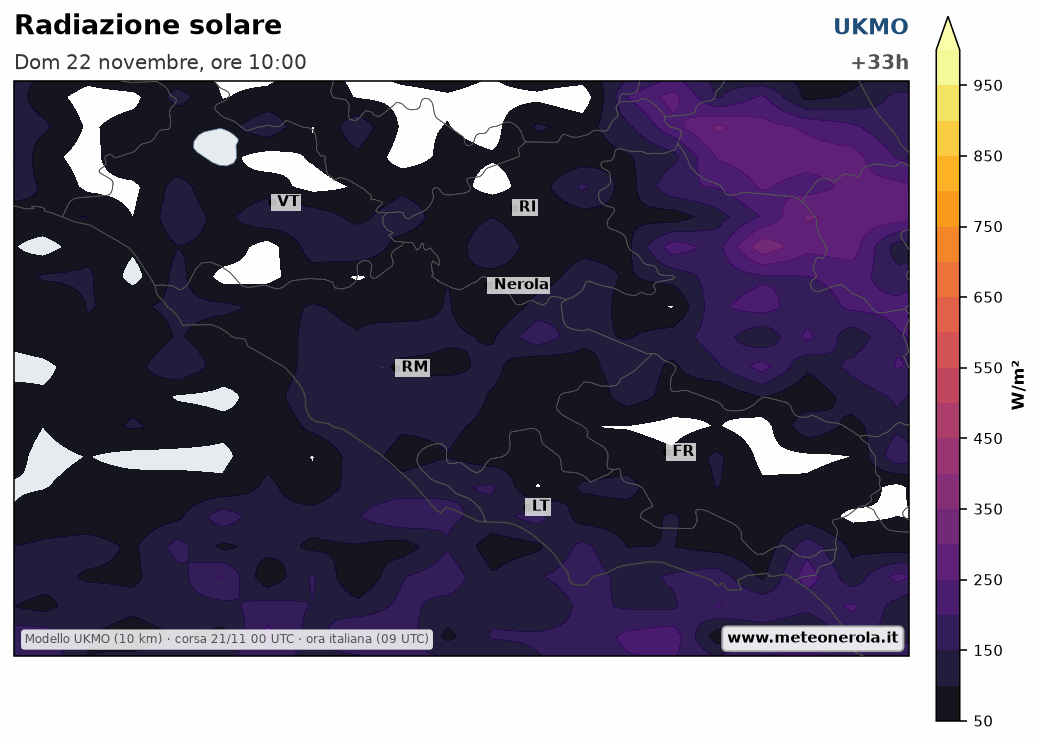 Radiazione solare
UKMO
Dom 22 novembre, ore 10:00
+33h
950
850
750
650
550
450
350
250
150
50
W/m²
VT
RI
Nerola
RM
FR
LT
Modello UKMO (10 km) · corsa 21/11 00 UTC · ora italiana (09 UTC)
www.meteonerola.it